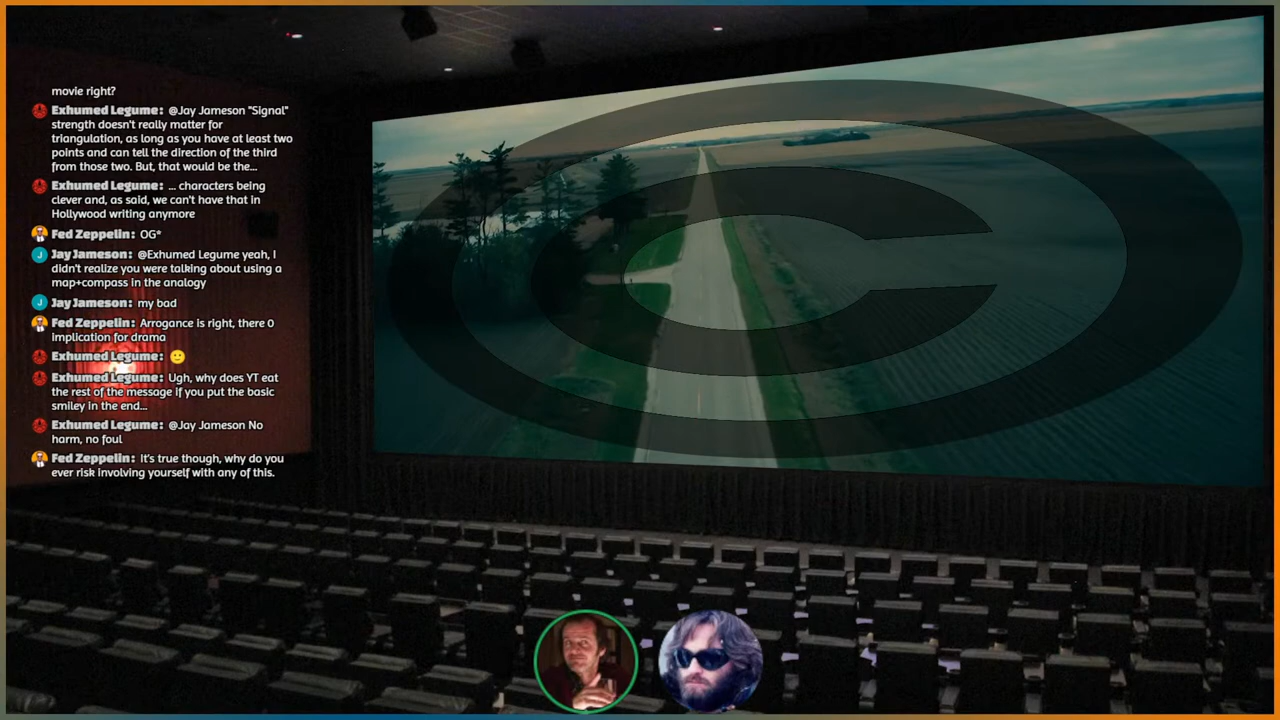 movie right?
Exhumed Legume: @Jay Jameson "Signal"
strength doesn't really matter for
triangulation, as long as you have at least two
points and can tell the direction of the third
from those two. But, that would be the...
Exhumed Legume: ... characters being
clever and, as said, we can't have that in
Hollywood writing anymore
Fed Zeppelin: OG*
J Jay Jameson: @Exhumed Legume yeah, I
didn't realize you were talking about using a
map+compass in the analogy
J Jay Jameson: my bad
Fed Zeppelin: Arrogance is right, there 0
implication for drama
Exhumed Legume: 🙂
Exhumed Legume: Ugh, why does YT eat
the rest of the message if you put the basic
smiley in the end...
Exhumed Legume: @Jay Jameson No
harm, no foul
Fed Zeppelin: It's true though, why do you
ever risk involving yourself with any of this.